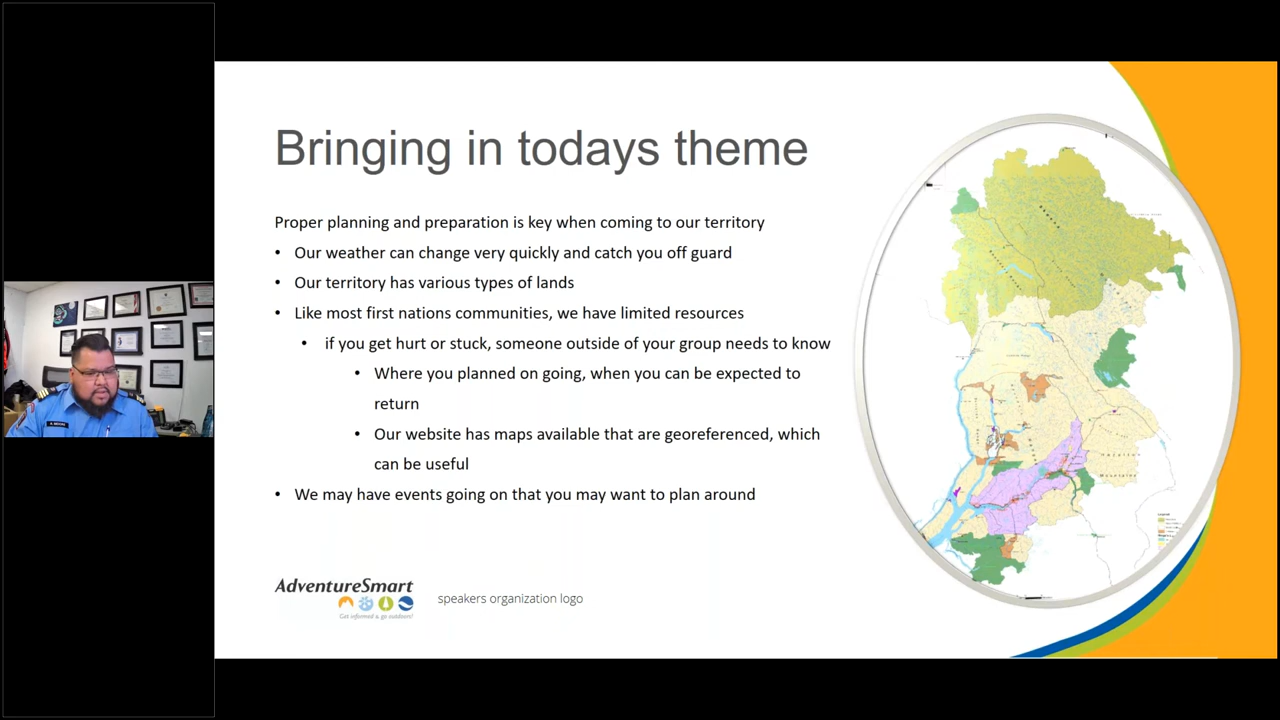 Bringing in todays theme
Proper planning and preparation is key when coming to our territory
• Our weather can change very quickly and catch you off guard
• Our territory has various types of lands
• Like most first nations communities, we have limited resources
• if you get hurt or stuck, someone outside of your group needs to know
• Where you planned on going, when you can be expected to
return
• Our website has maps available that are georeferenced, which
can be useful
• We may have events going on that you may want to plan around
AdventureSmart
Get informed & go outdoors!
speakers organization logo